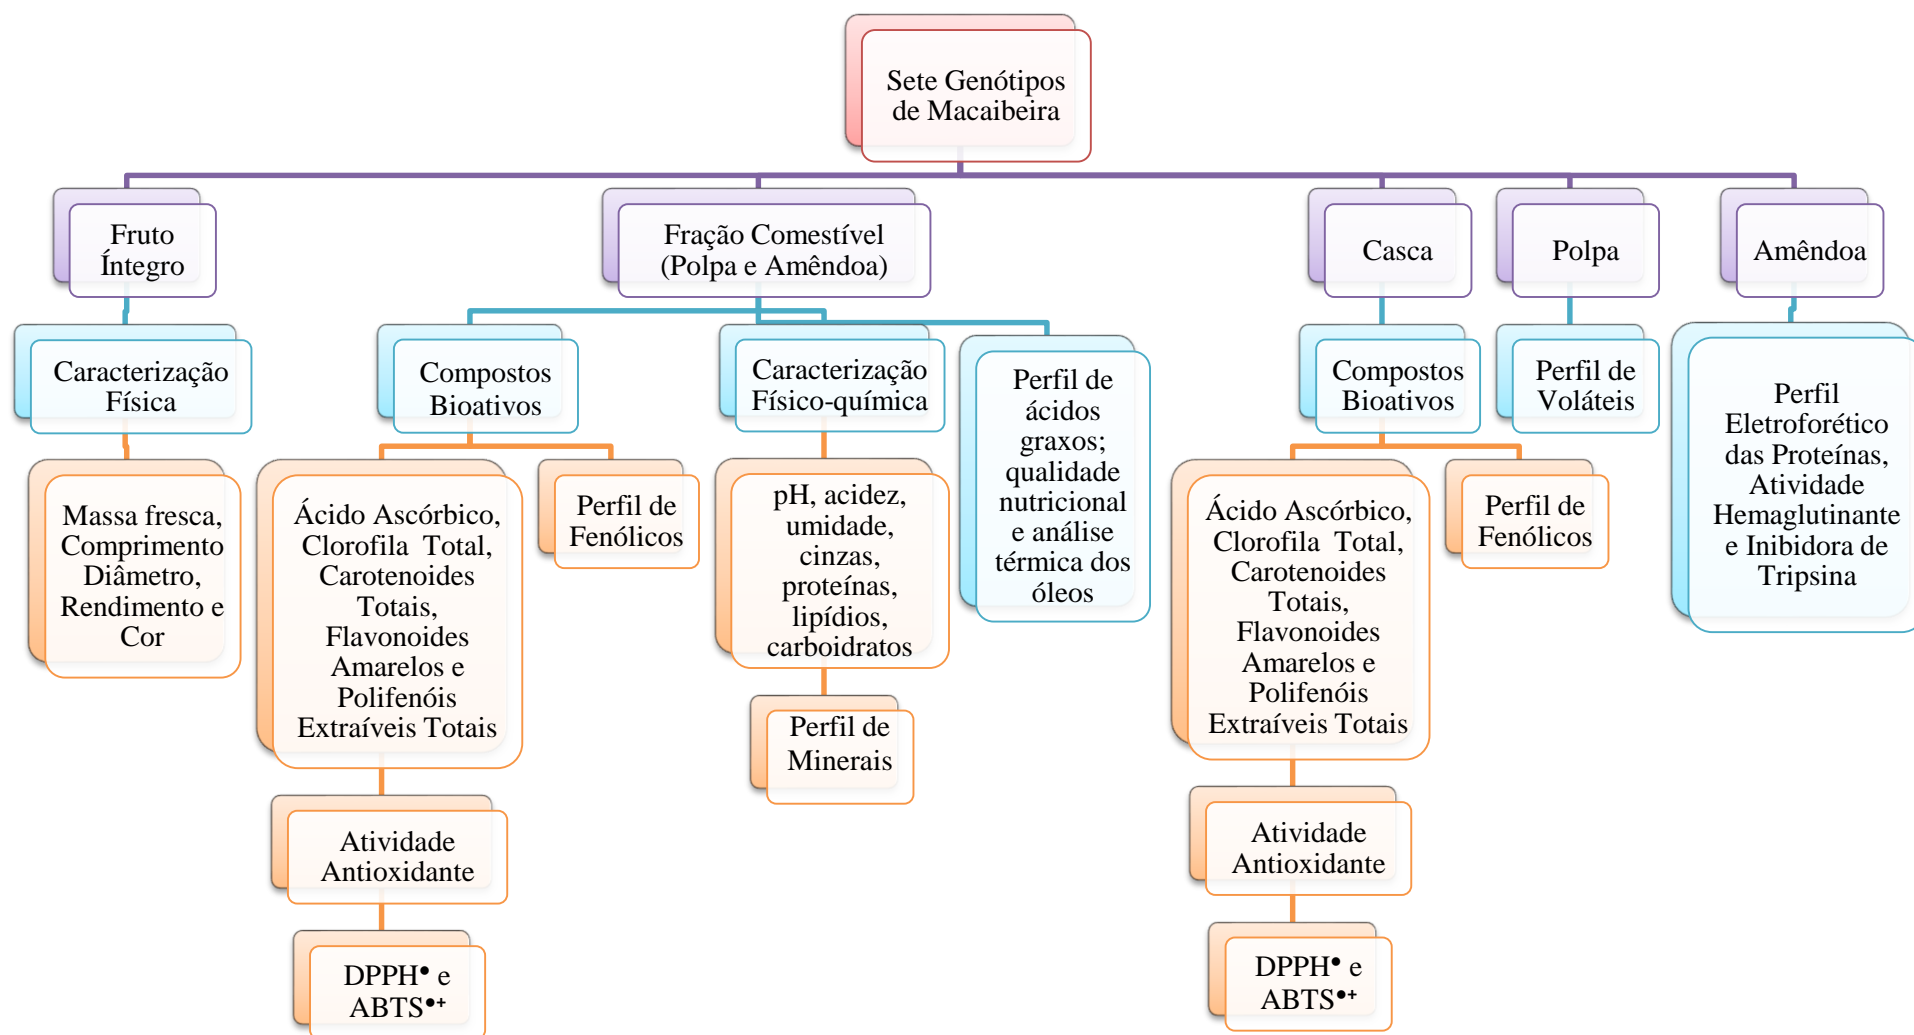 Sete Genótipos
de Macaibeira
Fruto
Íntegro
Fração Comestível
(Polpa e Amêndoa)
Casca
Polpa
Amêndoa
Caracterização
Física
Compostos
Bioativos
Caracterização
Físico-química
Perfil de
ácidos
graxos;
qualidade
nutricional
e análise
térmica dos
óleos
Compostos
Bioativos
Perfil de
Voláteis
Perfil
Eletroforético
das Proteínas,
Atividade
Hemaglutinante
e Inibidora de
Tripsina
Massa fresca,
Comprimento
Diâmetro,
Rendimento e
Cor
Ácido Ascórbico,
Clorofila Total,
Carotenoides
Totais,
Flavonoides
Amarelos e
Polifenóis
Extraíveis Totais
Perfil de
Fenólicos
pH, acidez,
umidade,
cinzas,
proteínas,
lipídios,
carboidratos
Ácido Ascórbico,
Clorofila Total,
Carotenoides
Totais,
Flavonoides
Amarelos e
Polifenóis
Extraíveis Totais
Perfil de
Fenólicos
Perfil de
Minerais
Atividade
Antioxidante
Atividade
Antioxidante
DPPH• e
ABTS•+
DPPH• e
ABTS•+